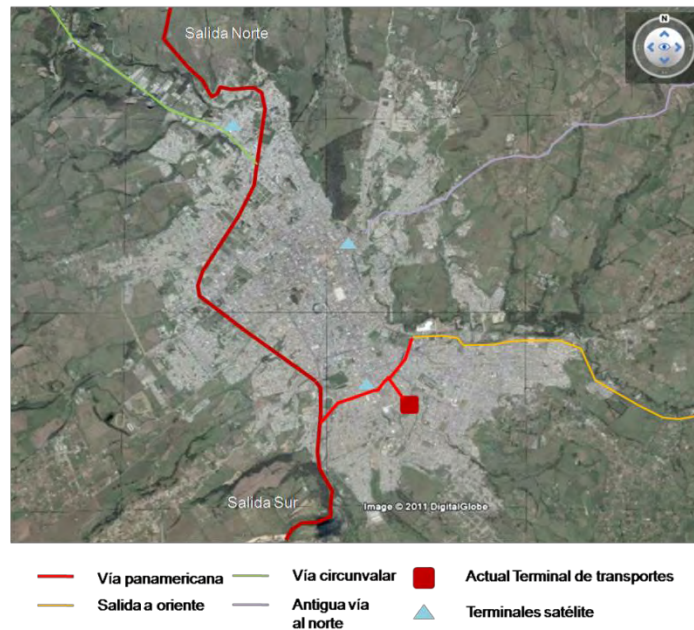 N
Salida Norte
Salida Sur
Image © 2011 DigitalGlobe
Vía panamericana
Vía circunvalar
Actual Terminal de transportes
Salida a oriente
Antigua vía
al norte
Terminales satélite